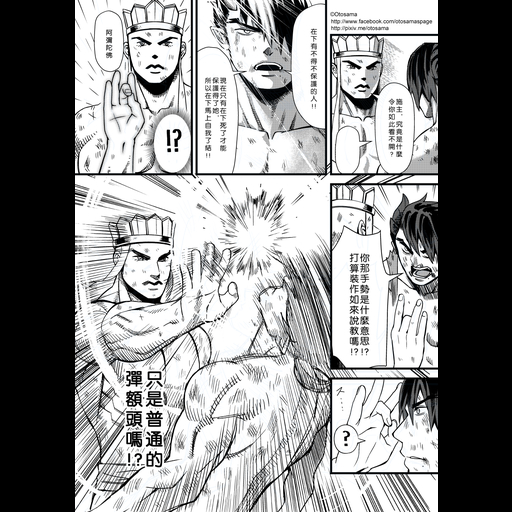 ©Otosama
http://www.facebook.com/otosamaspage
http://pixiv.me/otosama
施主、究竟是什麼
令你如此看不開?
在下有不得不
保護的人!!
現在只有在下死了才能
保護得了她、
所以在下馬上自我了結!!
阿彌陀佛
!?
你那手勢是什麼意思!?
打算裝作如來說教嗎!?
?
只是普通的
彈額頭嗎!?